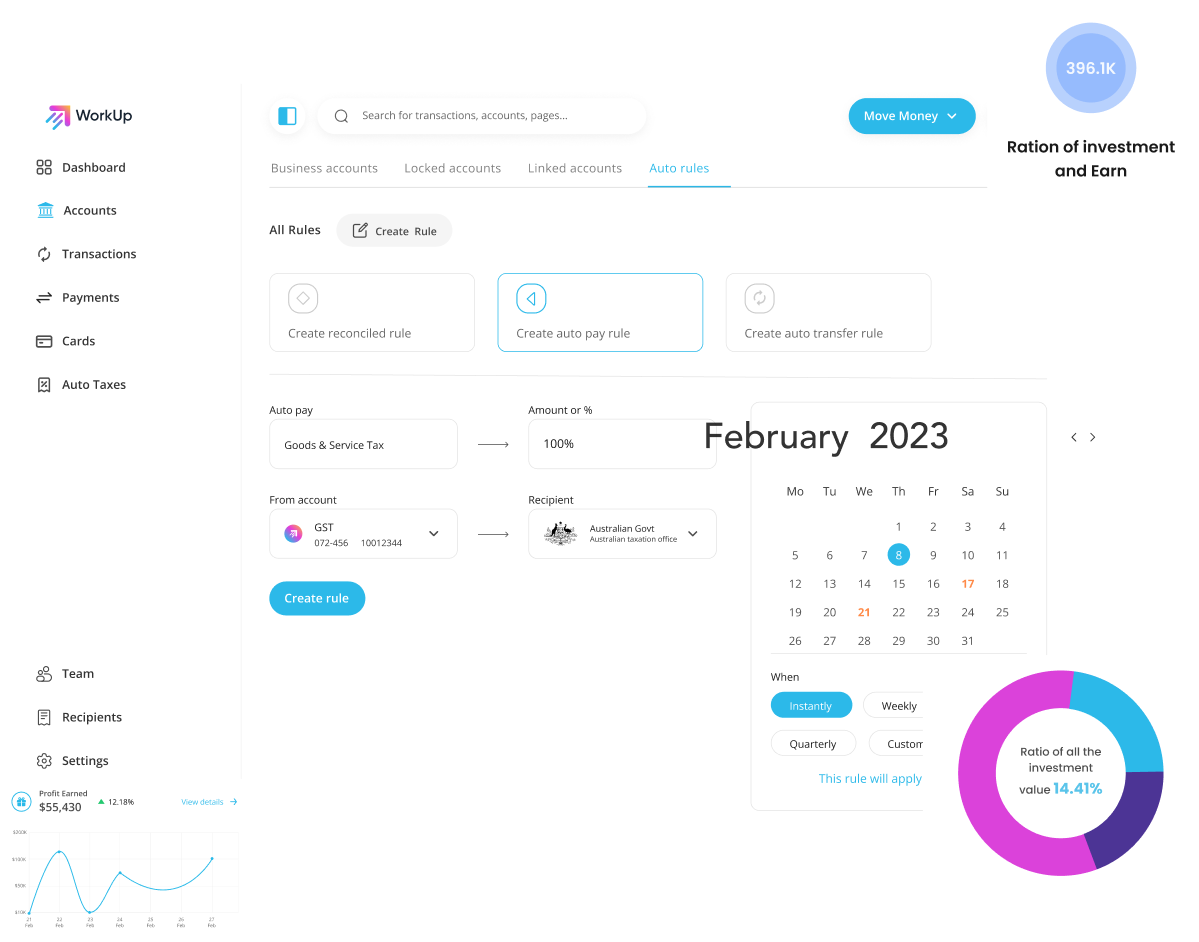 396.1K
Ration of investment
and Earn
WorkUp
Search for transactions, accounts, pages...
Move Money
Dashboard
Accounts
Transactions
Payments
Cards
Auto Taxes
Business accounts
Locked accounts
Linked accounts
Auto rules
All Rules
Create Rule
Create reconciled rule
Create auto pay rule
Create auto transfer rule
Auto pay
Goods & Service Tax
Amount or %
100%
From account
GST
072-456 10012344
Recipient
Australian Govt
Australian taxation office
Create rule
February 2023
Mo Tu We Th Fr Sa Su
1 2 3 4
5 6 7 8 9 10 11
12 13 14 15 16 17 18
19 20 21 22 23 24 25
26 27 28 29 30 31
When
Instantly
Weekly
Quarterly
Custom
This rule will apply
Team
Recipients
Settings
Profit Earned
$55,430
12.18%
View details
$200K
$100K
$50K
$10K
21 22 23 24 25 26 27
Feb Feb Feb Feb Feb Feb Feb
Ratio of all the
investment
value 14.41%